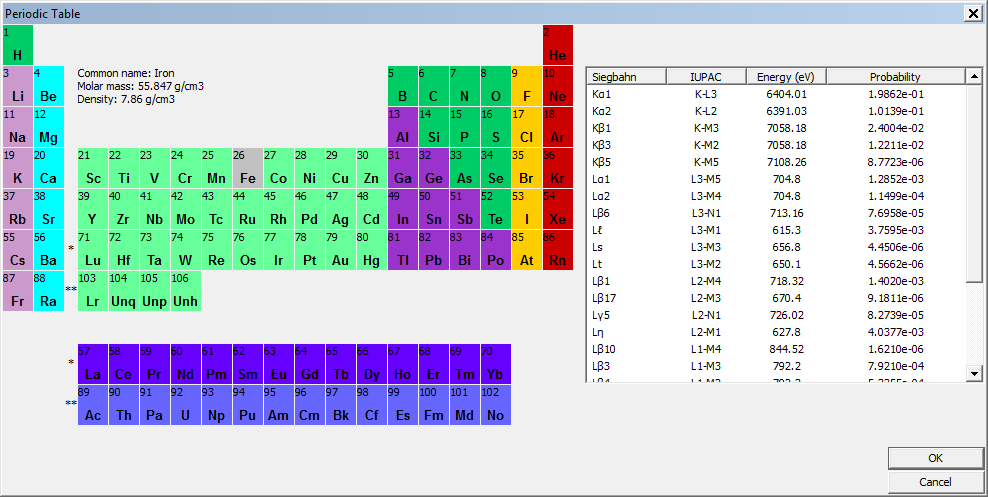 Periodic Table
1 2
H He
Common name: Iron
Molar mass: 55.847 g/cm3
Density: 7.86 g/cm3
3 4 5 6 7 8 9 10
Li Be B C N O F Ne
11 12 13 14 15 16 17 18
Na Mg Al Si P S Cl Ar
19 20 21 22 23 24 25 26 27 28 29 30 31 32 33 34 35 36
K Ca Sc Ti V Cr Mn Fe Co Ni Cu Zn Ga Ge As Se Br Kr
37 38 39 40 41 42 43 44 45 46 47 48 49 50 51 52 53 54
Rb Sr Y Zr Nb Mo Tc Ru Rh Pd Ag Cd In Sn Sb Te I Xe
55 56 * 71 72 73 74 75 76 77 78 79 80 81 82 83 84 85 86
Cs Ba Lu Hf Ta W Re Os Ir Pt Au Hg Tl Pb Bi Po At Rn
87 88 ** 103 104 105 106
Fr Ra Lr Unq Unp Unh
* 57 58 59 60 61 62 63 64 65 66 67 68 69 70
La Ce Pr Nd Pm Sm Eu Gd Tb Dy Ho Er Tm Yb
** 89 90 91 92 93 94 95 96 97 98 99 100 101 102
Ac Th Pa U Np Pu Am Cm Bk Cf Es Fm Md No
Siegbahn IUPAC Energy (eV) Probability
Kα1 K-L3 6404.01 1.9862e-01
Kα2 K-L2 6391.03 1.0139e-01
Kβ1 K-M3 7058.18 2.4004e-02
Kβ3 K-M2 7058.18 1.2211e-02
Kβ5 K-M5 7108.26 8.7723e-06
Lα1 L3-M5 704.8 1.2852e-03
Lα2 L3-M4 704.8 1.1499e-04
Lβ6 L3-N1 713.16 7.6958e-05
Lℓ L3-M1 615.3 3.7595e-03
Ls L3-M3 656.8 4.4506e-06
Lt L3-M2 650.1 4.5662e-06
Lβ1 L2-M4 718.32 1.4020e-03
Lβ17 L2-M3 670.4 9.1811e-06
Lγ5 L2-N1 726.02 8.2739e-05
Lη L2-M1 627.8 4.0377e-03
Lβ10 L1-M4 844.52 1.6210e-06
Lβ3 L1-M3 792.2 7.9210e-04
OK
Cancel